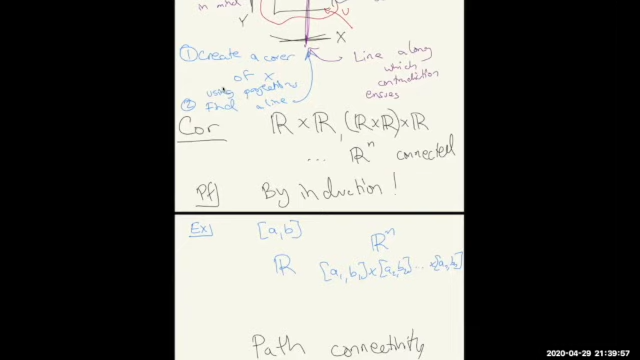 in mind
Y
U
X
① Create a cover
of X
using projections
② Find a line
Line along
which
contradiction
ensues
Cor ℝ × ℝ, (ℝ×ℝ) × ℝ
... ℝⁿ connected
Pf) By induction!
Ex) [a,b] ℝⁿ
ℝ [a₁,b₁]×[a₂,b₂]... ×[aₙ,bₙ]
Path connectivity
2020-04-29 21:39:57